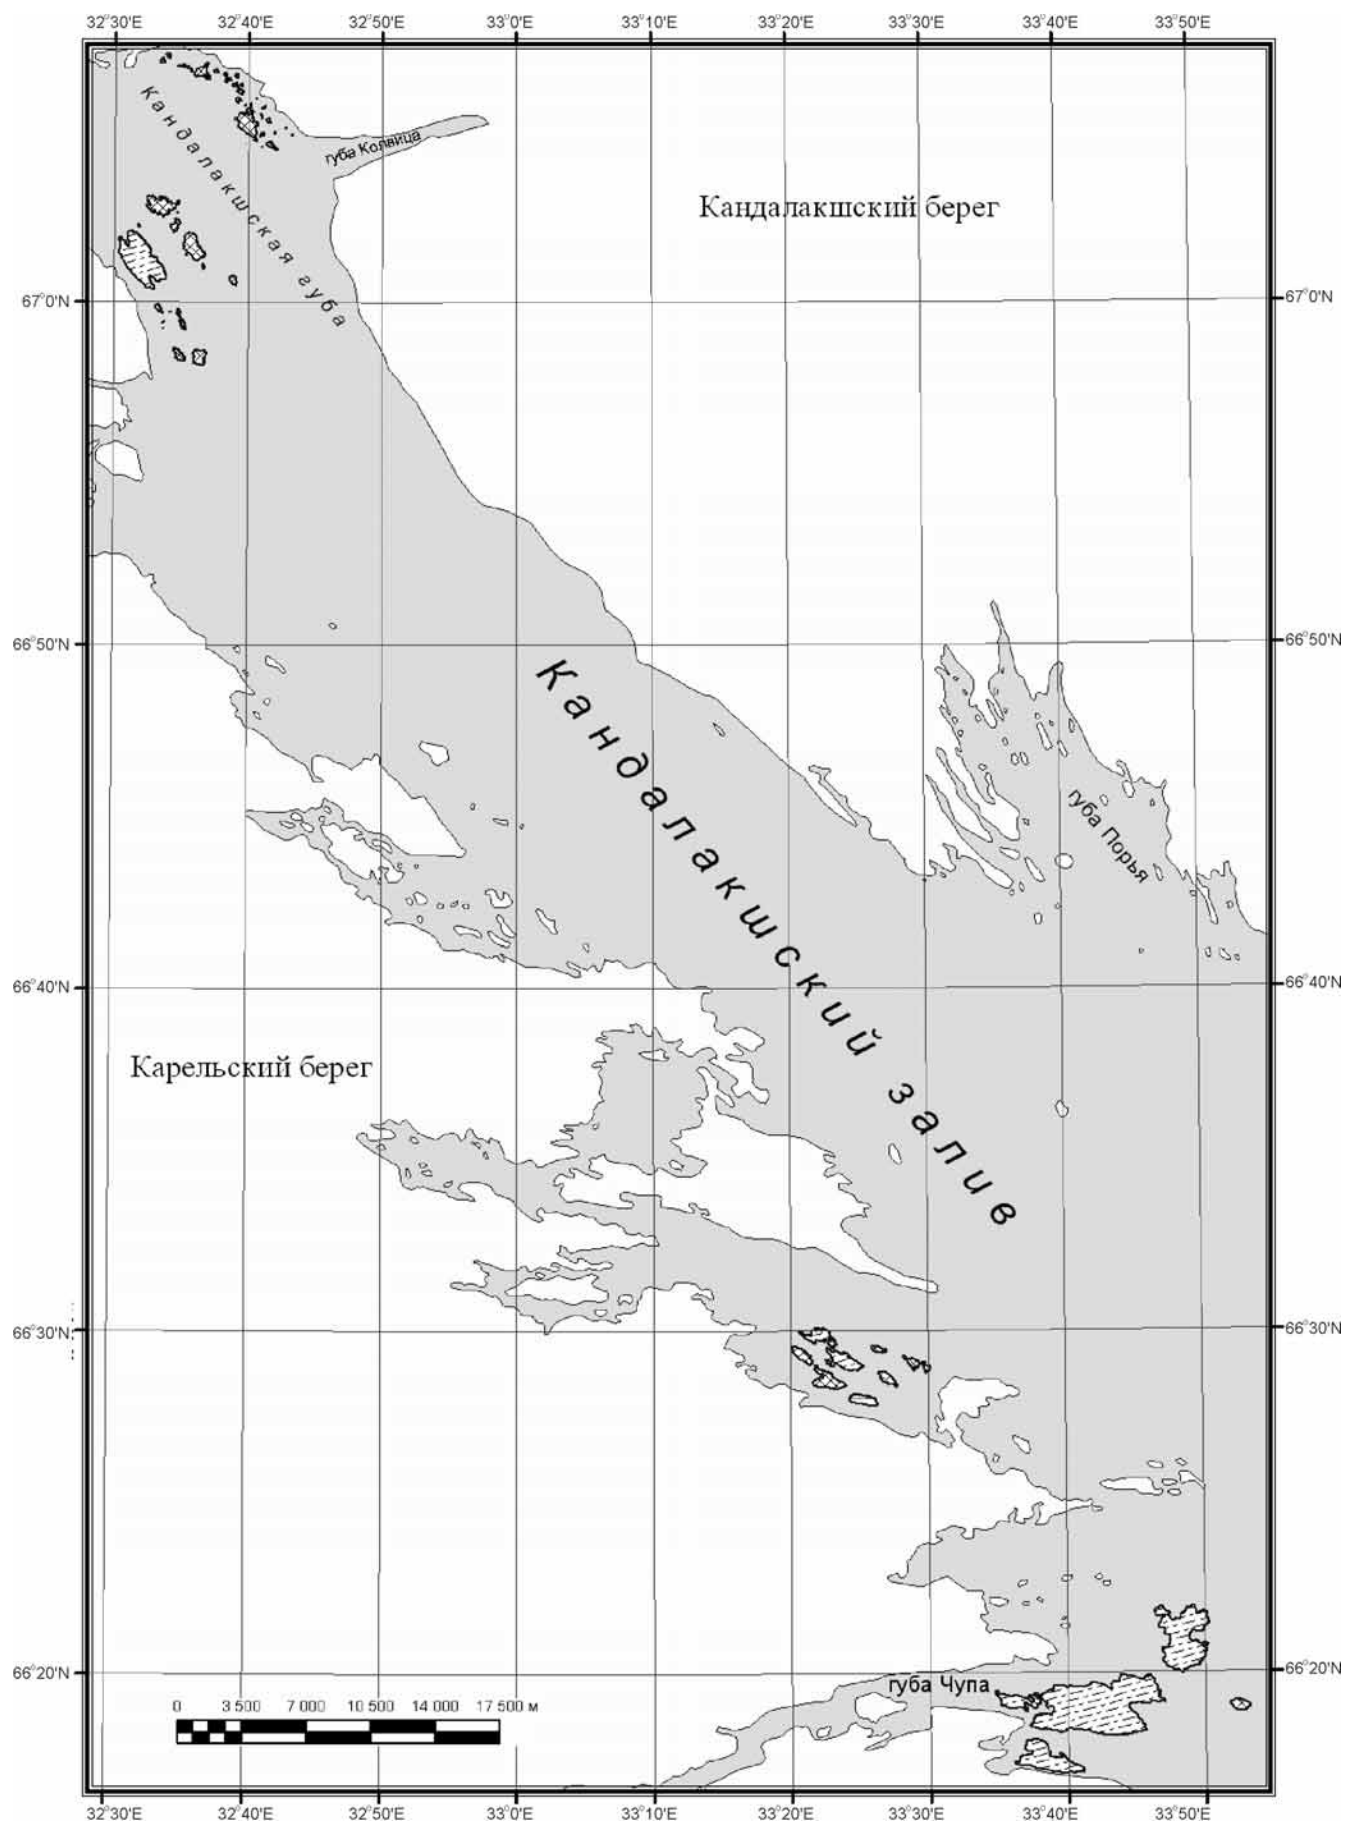 32°30'E 32°40'E 32°50'E 33°0'E 33°10'E 33°20'E 33°30'E 33°40'E 33°50'E
Кандалакшская губа
губа Колвица
Кандалакшский берег
67°0'N 67°0'N
66°50'N 66°50'N
Кандалакшский залив
губа Порья
66°40'N 66°40'N
Карельский берег
66°30'N 66°30'N
66°20'N 66°20'N
губа Чупа
0 3 500 7 000 10 500 14 000 17 500 м
32°30'E 32°40'E 32°50'E 33°0'E 33°10'E 33°20'E 33°30'E 33°40'E 33°50'E